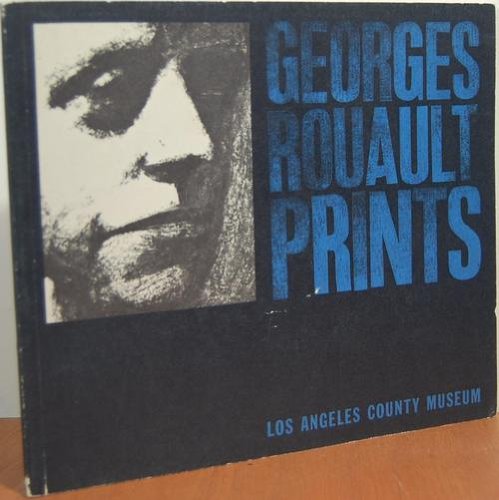 GEORGES
ROUAULT
PRINTS
LOS ANGELES COUNTY MUSEUM